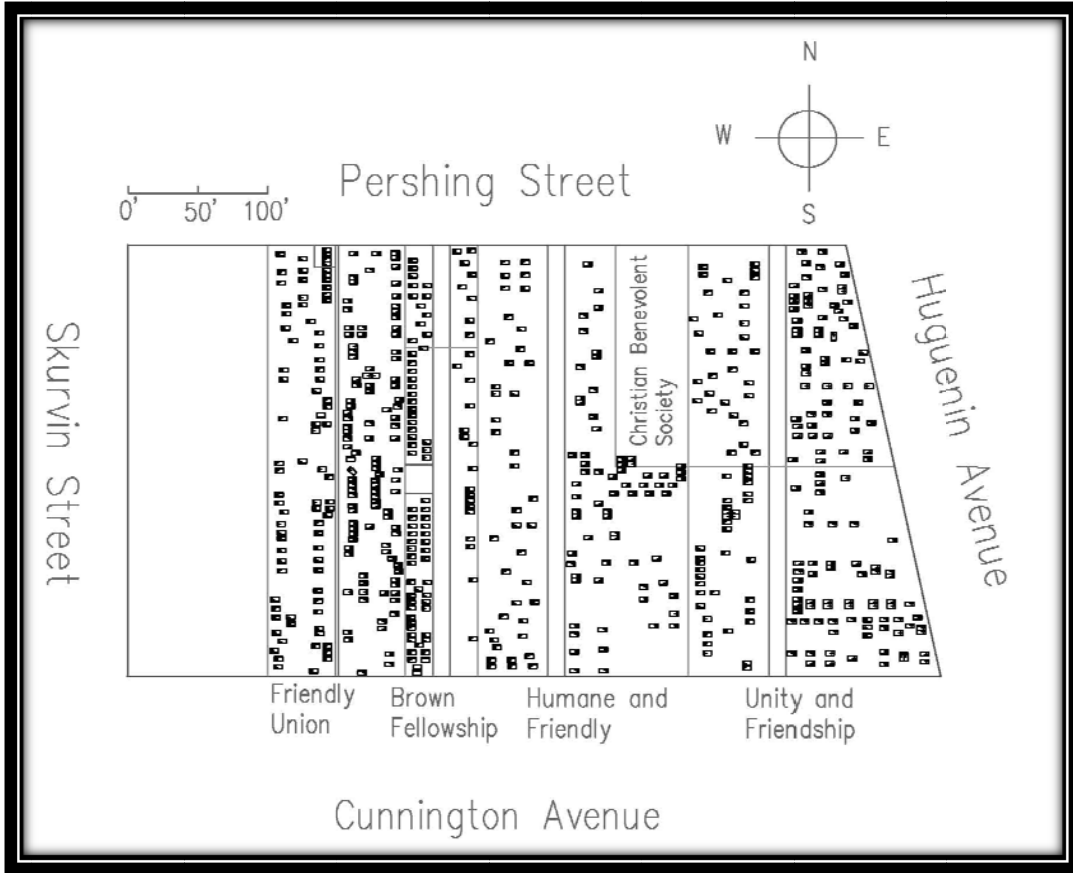 N
W
E
S
0' 50' 100'
Pershing Street
Skurvin Street
Christian Benevolent
Society
Huguenin Avenue
Friendly
Union
Brown
Fellowship
Humane and
Friendly
Unity and
Friendship
Cunnington Avenue